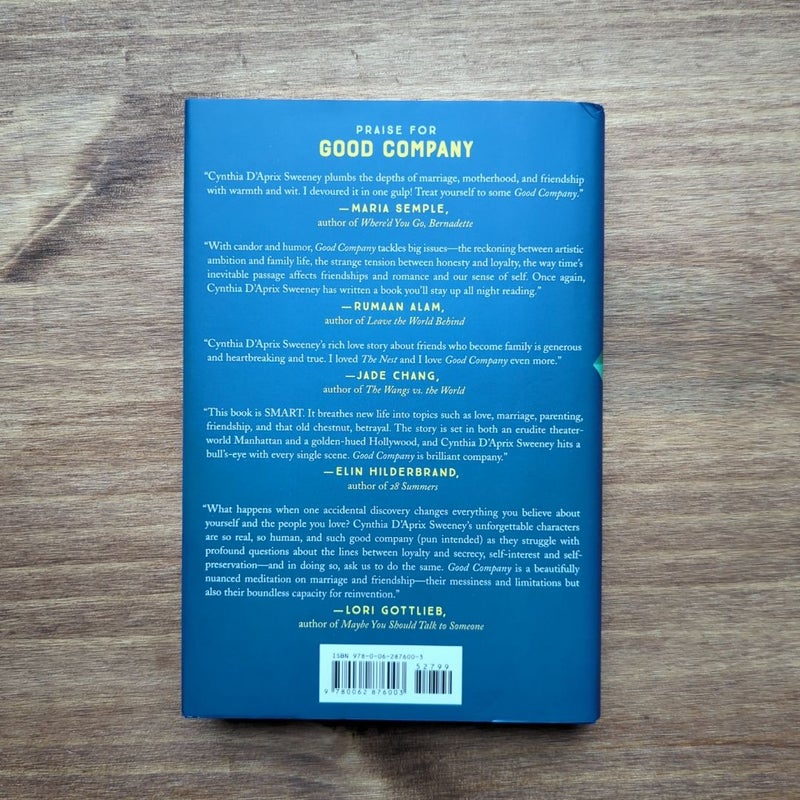 PRAISE FOR
GOOD COMPANY
“Cynthia D’Aprix Sweeney plumbs the depths of marriage, motherhood, and friendship
with warmth and wit. I devoured it in one gulp! Treat yourself to some Good Company.”
—MARIA SEMPLE,
author of Where’d You Go, Bernadette
“With candor and humor, Good Company tackles big issues—the reckoning between artistic
ambition and family life, the strange tension between honesty and loyalty, the way time’s
inevitable passage affects friendships and romance and our sense of self. Once again,
Cynthia D’Aprix Sweeney has written a book you’ll stay up all night reading.”
—RUMAAN ALAM,
author of Leave the World Behind
“Cynthia D’Aprix Sweeney’s rich love story about friends who become family is generous
and heartbreaking and true. I loved The Nest and I love Good Company even more.”
—JADE CHANG,
author of The Wangs vs. the World
“This book is SMART. It breathes new life into topics such as love, marriage, parenting,
friendship, and that old chestnut, betrayal. The story is set in both an erudite theater-
world Manhattan and a golden-hued Hollywood, and Cynthia D’Aprix Sweeney hits a
bull’s-eye with every single scene. Good Company is brilliant company.”
—ELIN HILDERBRAND,
author of 28 Summers
“What happens when one accidental discovery changes everything you believe about
yourself and the people you love? Cynthia D’Aprix Sweeney’s unforgettable characters
are so real, so human, and such good company (pun intended) as they struggle with
profound questions about the lines between loyalty and secrecy, self-interest and self-
preservation—and in doing so, ask us to do the same. Good Company is a beautifully
nuanced meditation on marriage and friendship—their messiness and limitations but
also their boundless capacity for reinvention.”
—LORI GOTTLIEB,
author of Maybe You Should Talk to Someone
ISBN 978-0-06-287600-3
52799
9 780062 876003